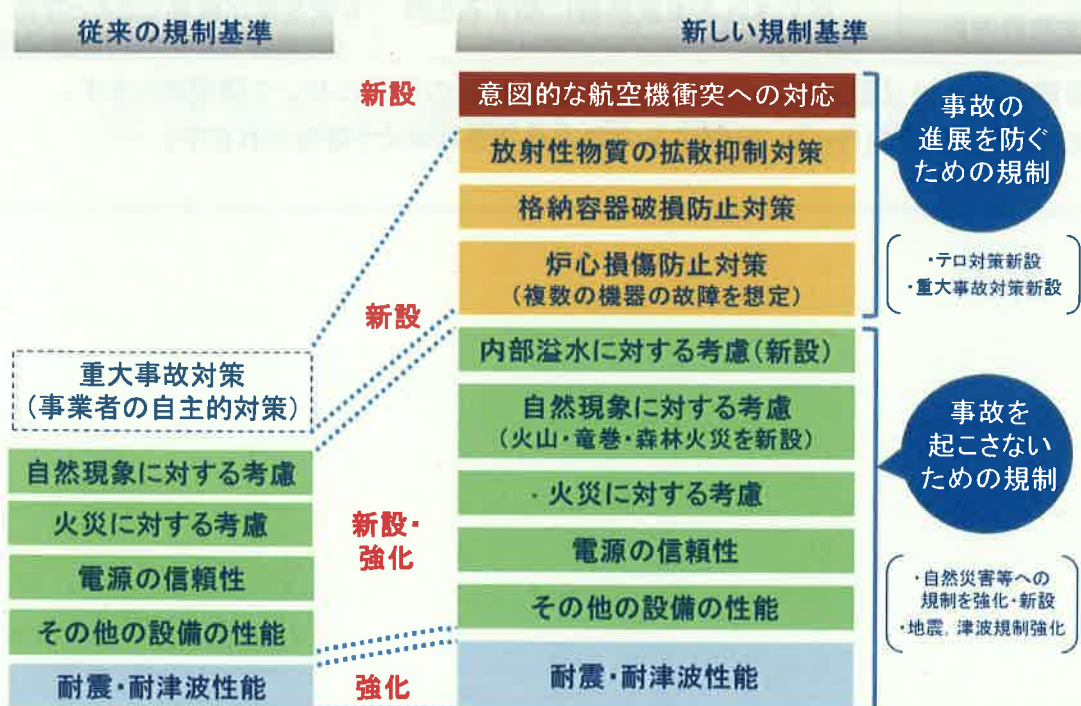 従来の規制基準
新しい規制基準
新設
意図的な航空機衝突への対応
放射性物質の拡散抑制対策
格納容器破損防止対策
炉心損傷防止対策
(複数の機器の故障を想定)
事故の
進展を防ぐ
ための規制
・テロ対策新設
・重大事故対策新設
新設
重大事故対策
(事業者の自主的対策)
内部溢水に対する考慮(新設)
自然現象に対する考慮
(火山・竜巻・森林火災を新設)
火災に対する考慮
電源の信頼性
その他の設備の性能
耐震・耐津波性能
事故を
起こさない
ための規制
・自然災害等への
規制を強化・新設
・地震,津波規制強化
自然現象に対する考慮
火災に対する考慮
電源の信頼性
その他の設備の性能
耐震・耐津波性能
新設・
強化
強化